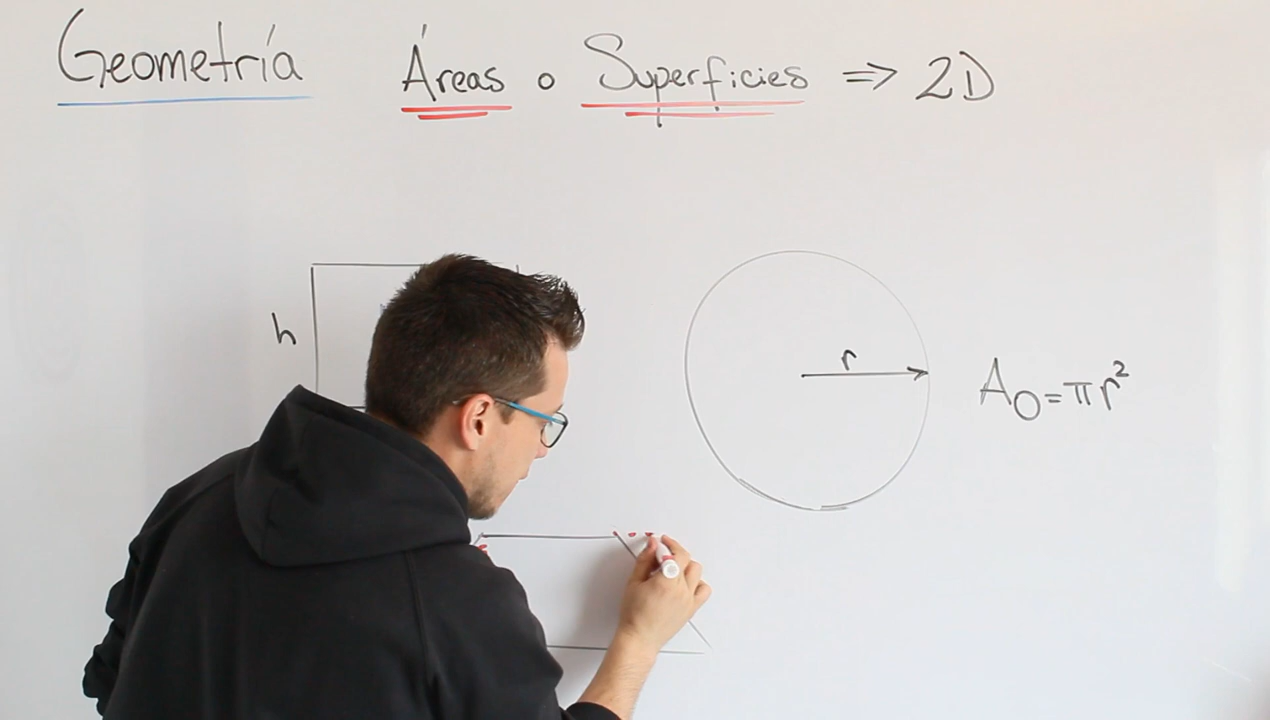 Geometría Áreas o Superficies => 2D
h
r
A○=πr²